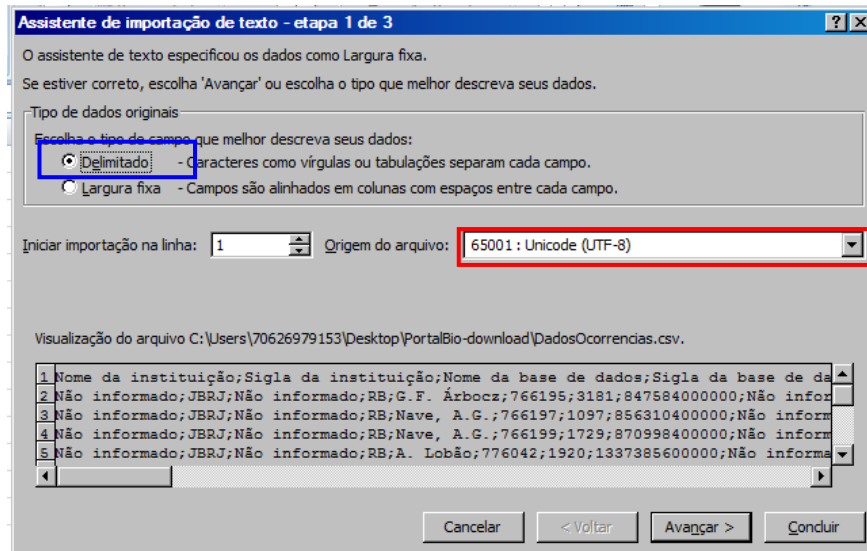 Assistente de importação de texto - etapa 1 de 3
O assistente de texto especificou os dados como Largura fixa.
Se estiver correto, escolha 'Avançar' ou escolha o tipo que melhor descreva seus dados.
Tipo de dados originais
Escolha o tipo de campo que melhor descreva seus dados:
Delimitado - Caracteres como vírgulas ou tabulações separam cada campo.
Largura fixa - Campos são alinhados em colunas com espaços entre cada campo.
Iniciar importação na linha: 1 Origem do arquivo: 65001 : Unicode (UTF-8)
Visualização do arquivo C:\Users\70626979153\Desktop\PortalBio-download\DadosOcorrencias.csv.
1 Nome da instituição;Sigla da instituição;Nome da base de dados;Sigla da base de da
2 Não informado;JBRJ;Não informado;RB;G.F. Árbocz;766195;3181;847584000000;Não infor
3 Não informado;JBRJ;Não informado;RB;Nave, A.G.;766197;1097;856310400000;Não inform
4 Não informado;JBRJ;Não informado;RB;Nave, A.G.;766199;1729;870998400000;Não inform
5 Não informado;JBRJ;Não informado;RB;A. Lobão;776042;1920;1337385600000;Não informa
Cancelar < Voltar Avançar > Concluir